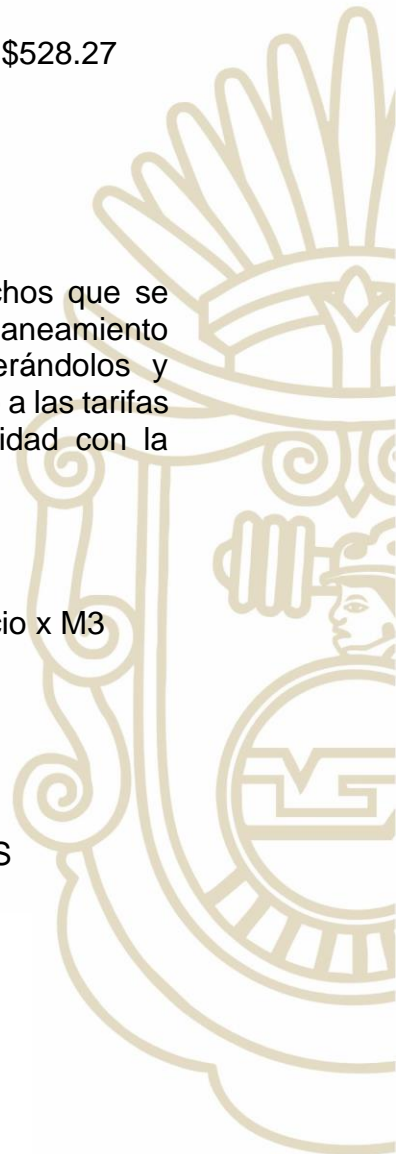 $528.27
chos que se
aneamiento
erándolos y
a las tarifas
idad con la
cio x M3
S